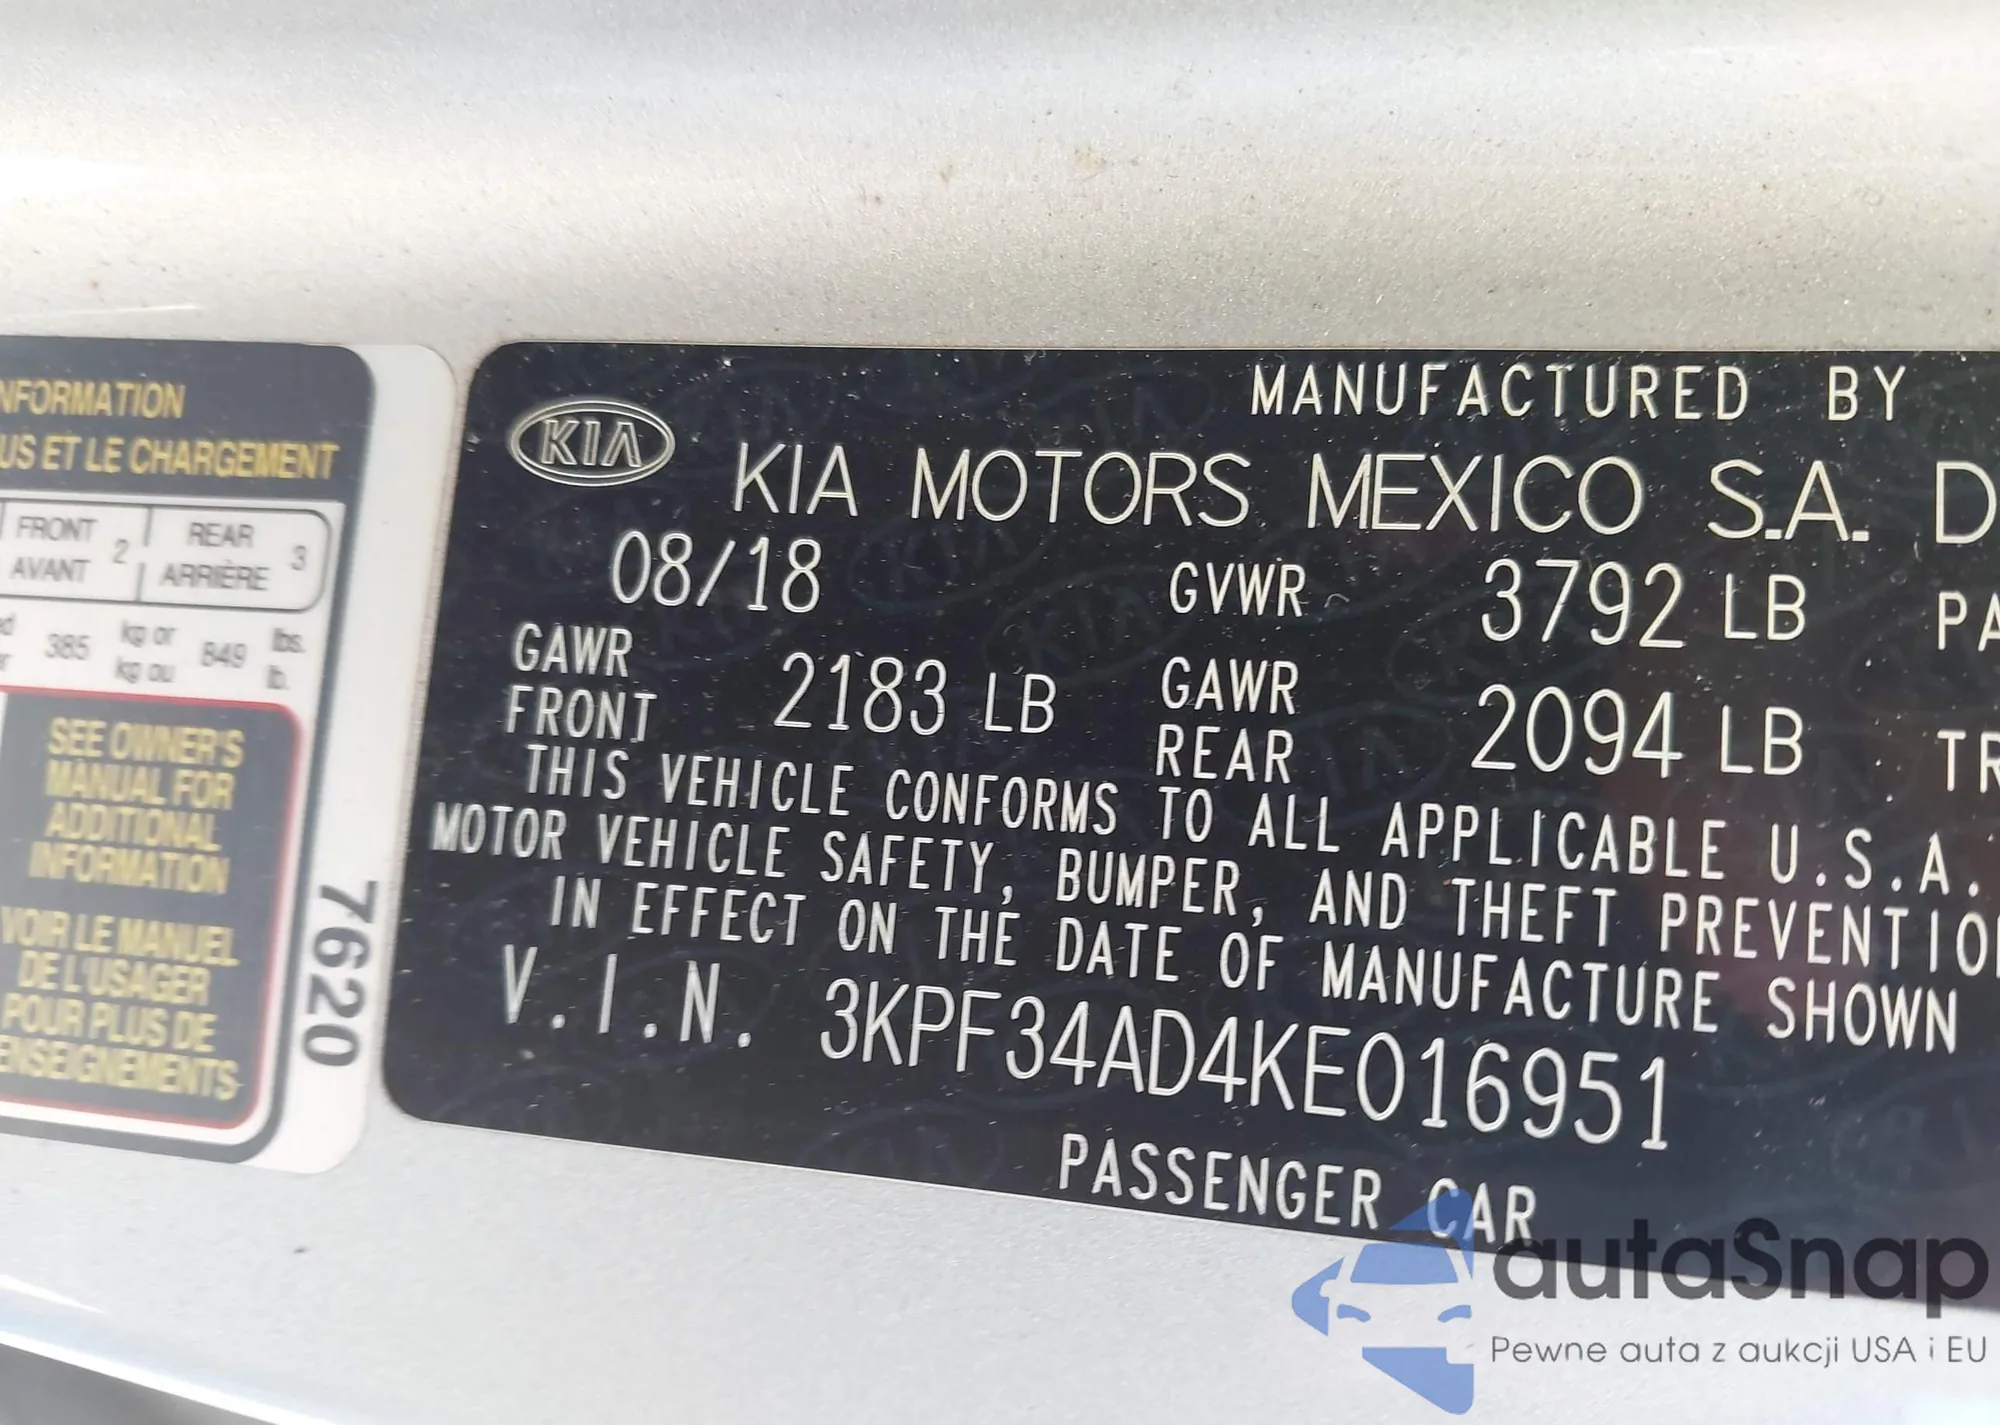 NFORMATION
US ET LE CHARGEMENT
FRONT 2 REAR 3
AVANT ARRIÈRE
385 kg or 849 lbs.
kg ou lb.
SEE OWNER'S
MANUAL FOR
ADDITIONAL
INFORMATION
VOIR LE MANUEL
DE L'USAGER
POUR PLUS DE
ENSEIGNEMENTS
7620
MANUFACTURED BY
KIA KIA MOTORS MEXICO S.A. D
08/18 GVWR 3792 LB PA
GAWR FRONT 2183 LB GAWR REAR 2094 LB TR
THIS VEHICLE CONFORMS TO ALL APPLICABLE U.S.A.
MOTOR VEHICLE SAFETY, BUMPER, AND THEFT PREVENTIO
IN EFFECT ON THE DATE OF MANUFACTURE SHOWN
V.I.N. 3KPF34AD4KE016951
PASSENGER CAR
autaSnap
Pewne auta z aukcji USA i EU